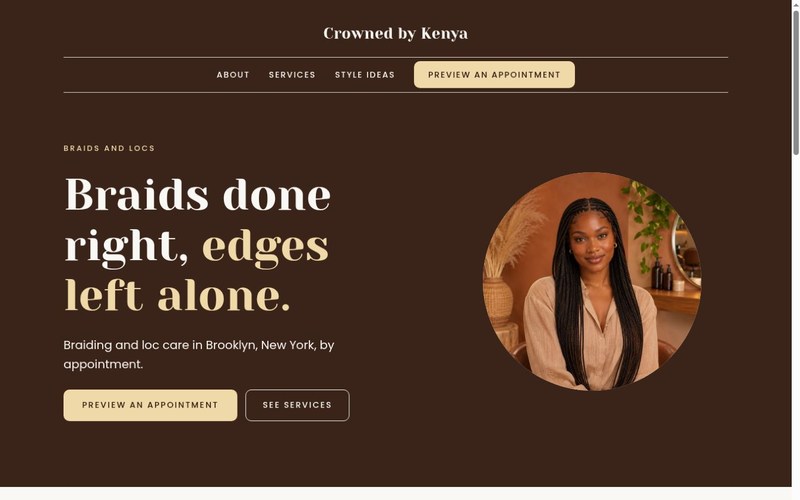 Crowned by Kenya
ABOUT SERVICES STYLE IDEAS PREVIEW AN APPOINTMENT
BRAIDS AND LOCS
Braids done
right, edges
left alone.
Braiding and loc care in Brooklyn, New York, by
appointment.
PREVIEW AN APPOINTMENT SEE SERVICES